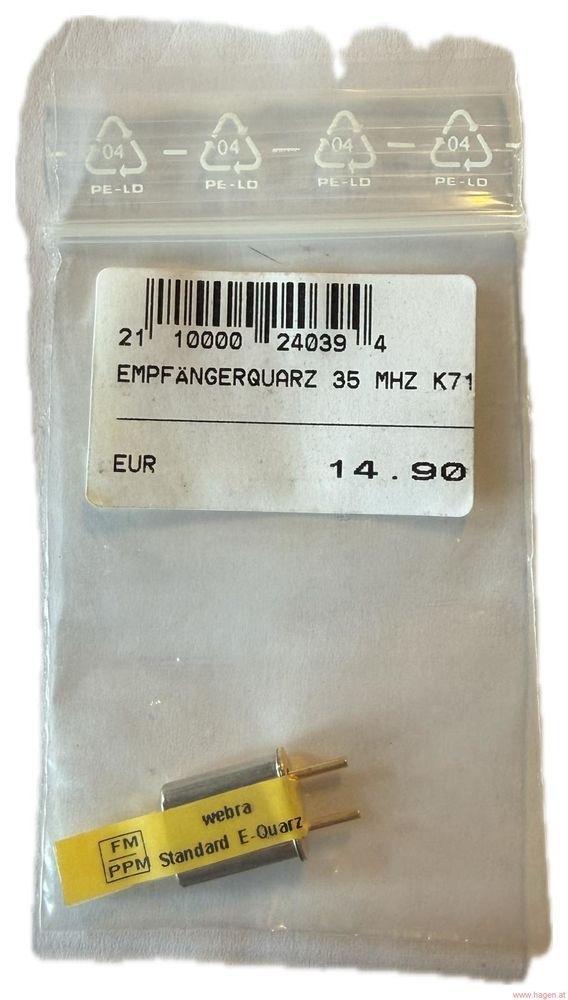 04 04 04 04
PE-LD PE-LD PE-LD PE-LD
21 10000 24039 4
EMPFÄNGERQUARZ 35 MHZ K71
EUR 14.90
webra
FM
PPM Standard E-Quarz
www.hagen.at